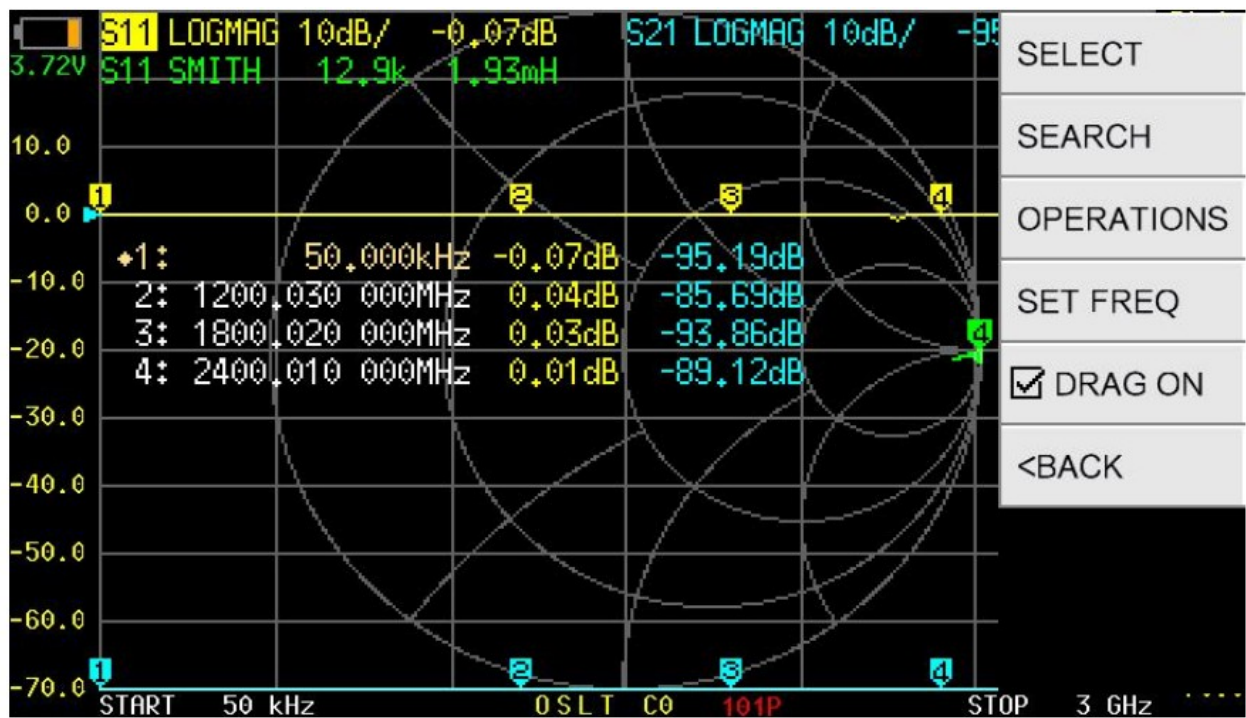 S11 LOGMAG 10dB/ -0.07dB S21 LOGMAG 10dB/ -95
3.72V S11 SMITH 12.9k 1.93mH
10.0
0.0
-10.0
-20.0
-30.0
-40.0
-50.0
-60.0
-70.0
1 2 3 4
1: 50.000kHz -0.07dB -95.19dB
2: 1200.030 000MHz 0.04dB -85.69dB
3: 1800.020 000MHz 0.03dB -93.86dB
4: 2400.010 000MHz 0.01dB -89.12dB
4
1 2 3 4
START 50 kHz OSLT C0 101P STOP 3 GHz
SELECT
SEARCH
OPERATIONS
SET FREQ
DRAG ON
<BACK